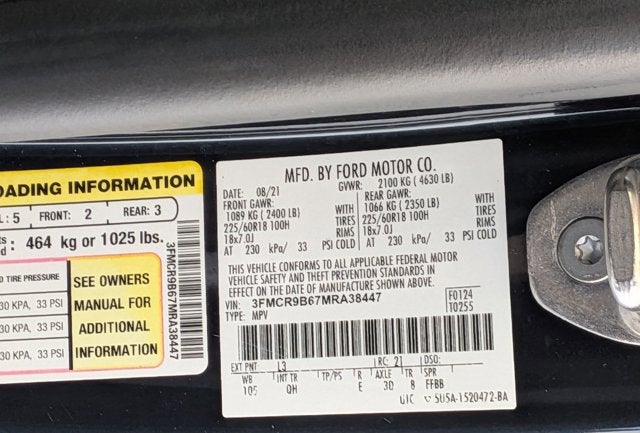 OADING INFORMATION
L : 5 FRONT: 2 REAR: 3
: 464 kg or 1025 lbs.
D TIRE PRESSURE
30 KPA, 33 PSI
30 KPA, 33 PSI
30 KPA, 33 PSI
SEE OWNERS
MANUAL FOR
ADDITIONAL
INFORMATION
3FMCR9B67MRA38447
MFD. BY FORD MOTOR CO.
DATE: 08/21 GVWR: 2100 KG ( 4630 LB)
FRONT GAWR: REAR GAWR:
1089 KG ( 2400 LB) WITH 1066 KG ( 2350 LB) WITH
225/60R18 100H TIRES 225/60R18 100H TIRES
18x7.0J RIMS 18x7.0J RIMS
AT 230 kPa/ 33 PSI COLD AT 230 kPa/ 33 PSI COLD
THIS VEHICLE CONFORMS TO ALL APPLICABLE FEDERAL MOTOR
VEHICLE SAFETY AND THEFT PREVENTION STANDARDS IN
EFFECT ON THE DATE OF MANUFACTURE SHOWN ABOVE.
VIN: 3FMCR9B67MRA38447 F0124
TYPE: MPV T0255
EXT PNT L3 RC: 21 DSO:
WB INT TR TP/PS R AXLE TR SPR
105 QH E 3D 8 FFBB
UTC 5U5A-1520472-BA